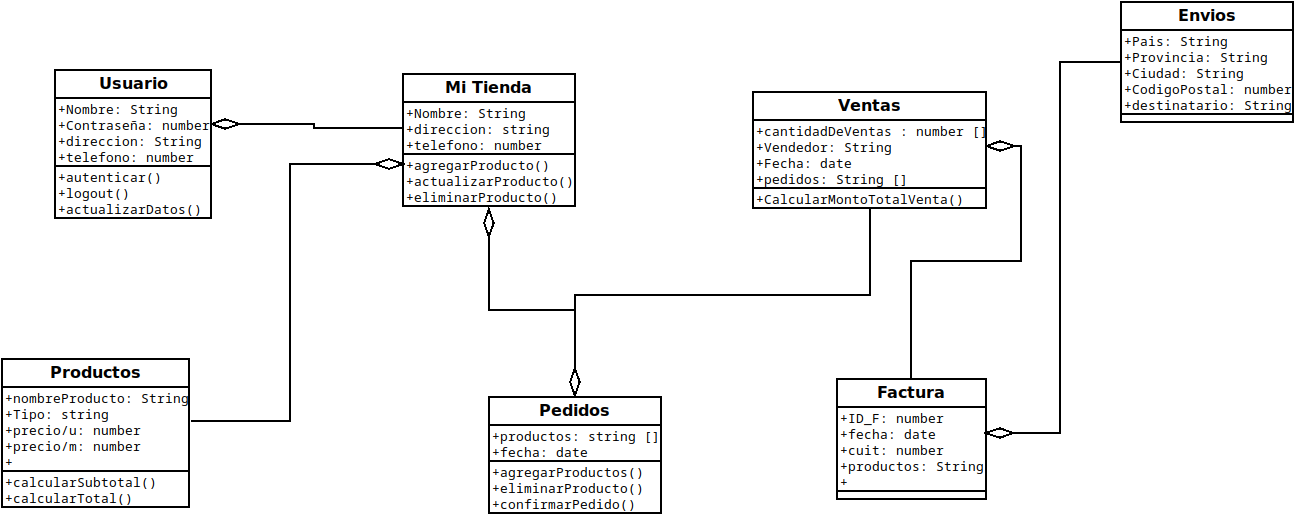 Usuario
+Nombre: String
+Contraseña: number
+direccion: String
+telefono: number
+autenticar()
+logout()
+actualizarDatos()
Mi Tienda
+Nombre: String
+direccion: string
+telefono: number
+agregarProducto()
+actualizarProducto()
+eliminarProducto()
Ventas
+cantidadDeVentas : number []
+Vendedor: String
+Fecha: date
+pedidos: String []
+CalcularMontoTotalVenta()
Envios
+Pais: String
+Provincia: String
+Ciudad: String
+CodigoPostal: number
+destinatario: String
Productos
+nombreProducto: String
+Tipo: string
+precio/u: number
+precio/m: number
+
+calcularSubtotal()
+calcularTotal()
Pedidos
+productos: string []
+fecha: date
+agregarProductos()
+eliminarProducto()
+confirmarPedido()
Factura
+ID_F: number
+fecha: date
+cuit: number
+productos: String
+